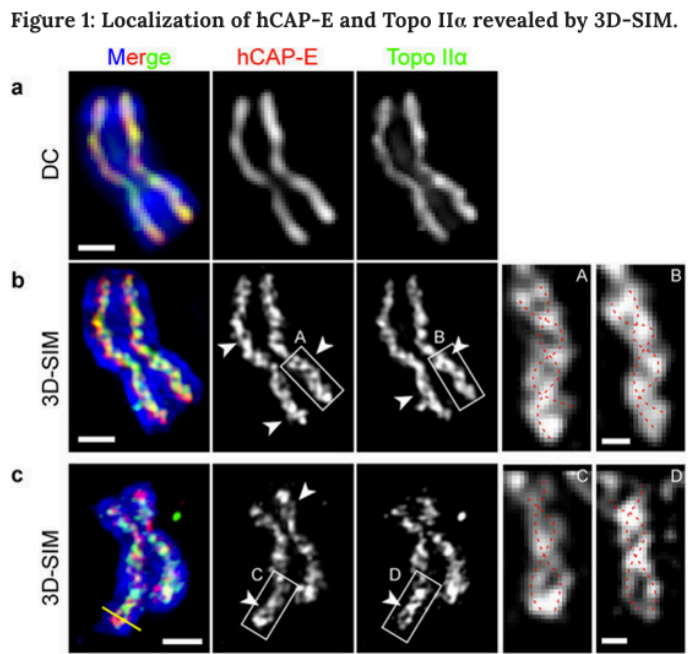 Figure 1: Localization of hCAP-E and Topo IIα revealed by 3D-SIM.
Merge hCAP-E Topo IIα
a
DC
b
3D-SIM
A
B
A
B
c
3D-SIM
C
D
C
D